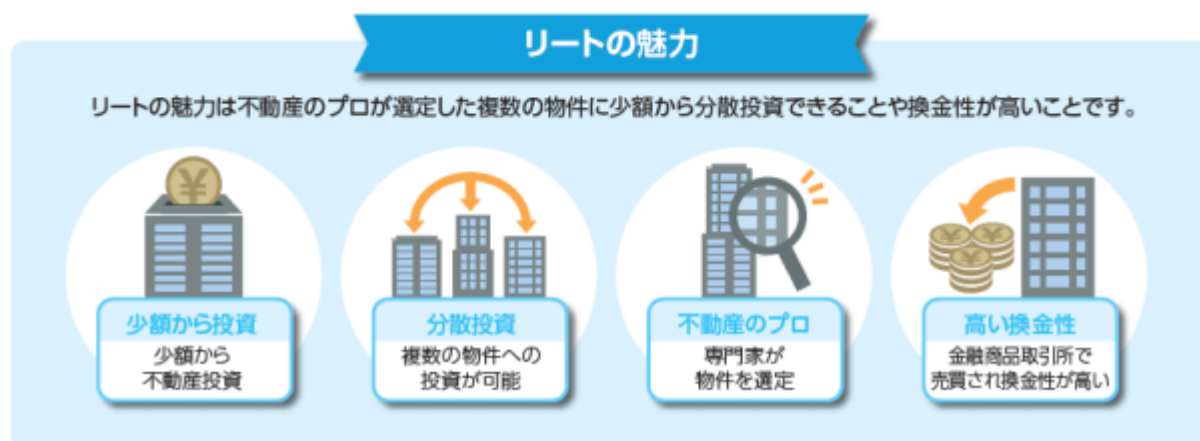 リートの魅力
リートの魅力は不動産のプロが選定した複数の物件に少額から分散投資できることや換金性が高いことです。
少額から投資
少額から
不動産投資
分散投資
複数の物件への
投資が可能
不動産のプロ
専門家が
物件を選定
高い換金性
金融商品取引所で
売買され換金性が高い